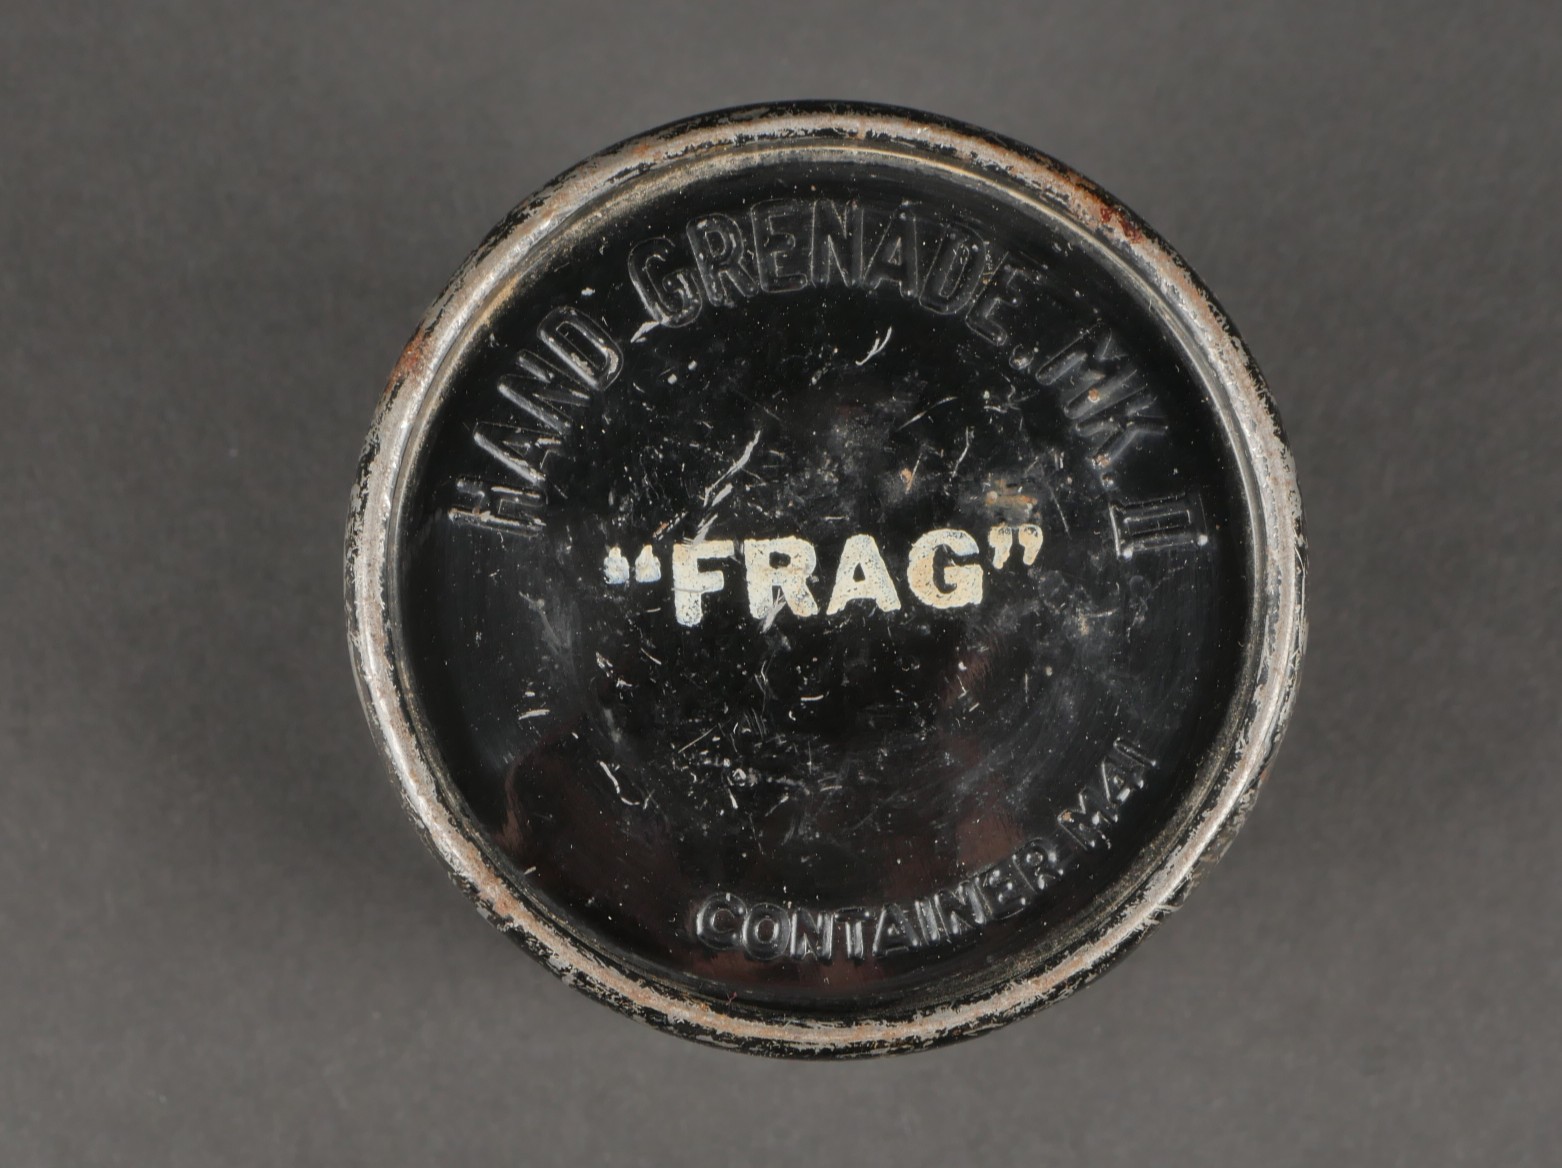 HAND GRENADE. MK. II
“FRAG”
CONTAINER M41